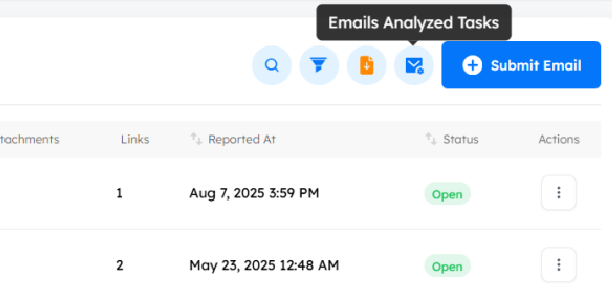 Emails Analyzed Tasks
Submit Email
tachments Links Reported At Status Actions
1 Aug 7, 2025 3:59 PM Open
2 May 23, 2025 12:48 AM Open